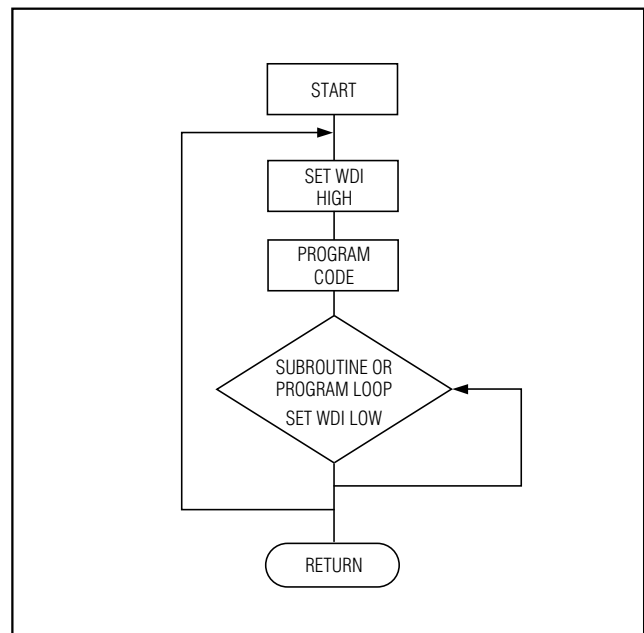 START
SET WDI
HIGH
PROGRAM
CODE
SUBROUTINE OR
PROGRAM LOOP
SET WDI LOW
RETURN